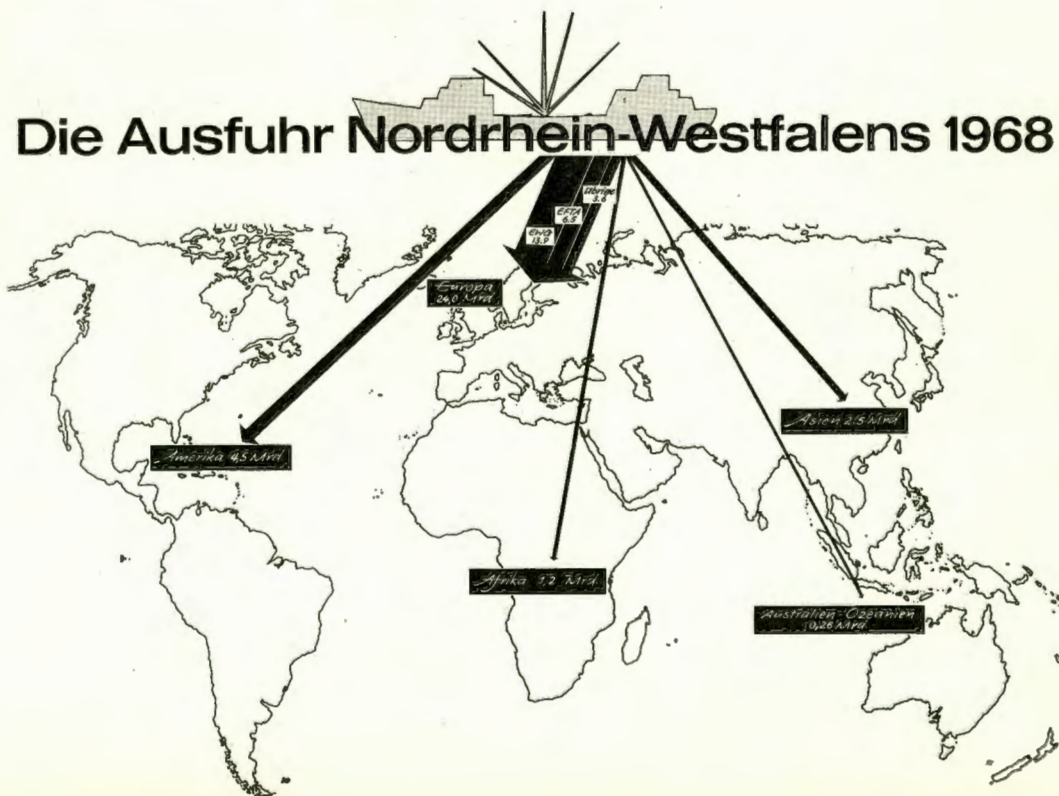 Die Ausfuhr Nordrhein-Westfalens 1968
Übrige
3.6
EFTA
6.5
EWG
13.9
Europa
24,0 Mrd
Amerika 4,5 Mrd
Asien 2.5 Mrd
Afrika 1,2 Mrd
Australien-Ozeanien
0,26 Mrd